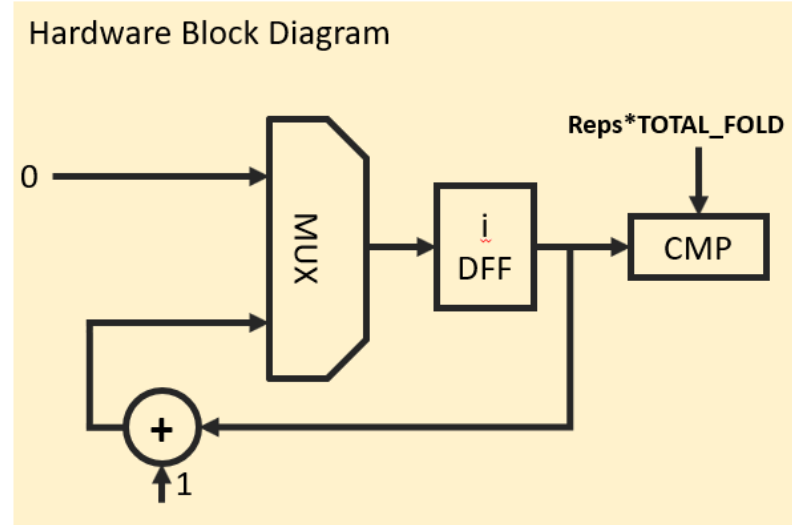 Hardware Block Diagram
Reps*TOTAL_FOLD
0
MUX
i
DFF
CMP
+
1